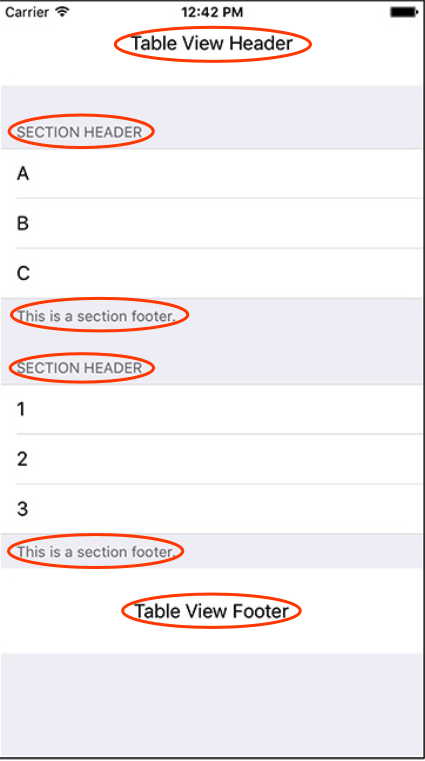 Carrier 12:42 PM
Table View Header
SECTION HEADER
A
B
C
This is a section footer.
SECTION HEADER
1
2
3
This is a section footer.
Table View Footer